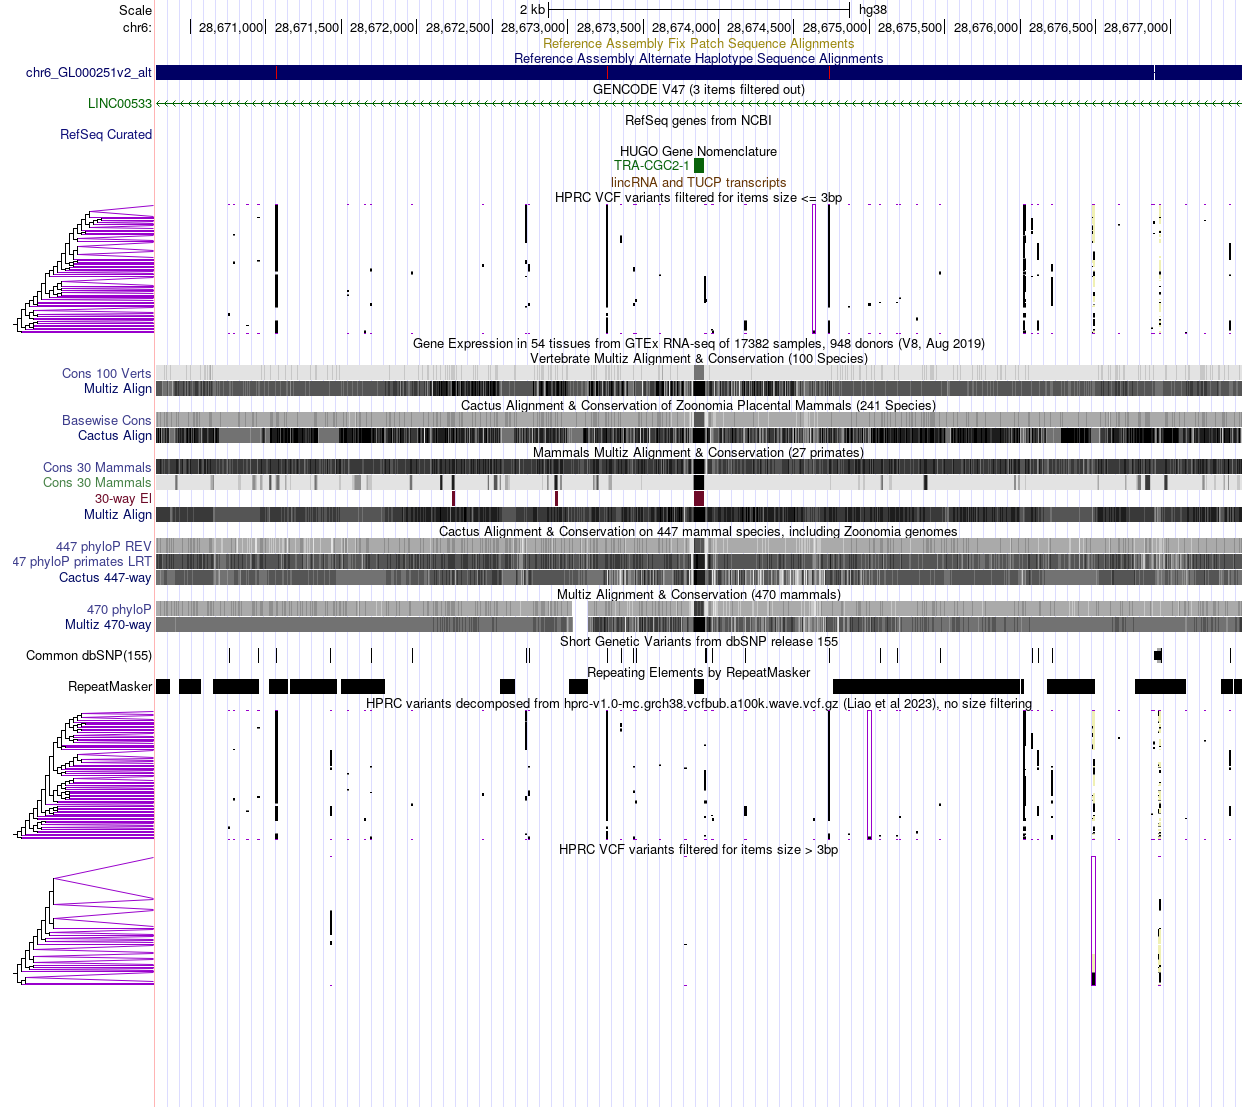 Scale 2 kb hg38
chr6: 28,671,000 28,671,500 28,672,000 28,672,500 28,673,000 28,673,500 28,674,000 28,674,500 28,675,000 28,675,500 28,676,000 28,676,500 28,677,000
Reference Assembly Fix Patch Sequence Alignments
Reference Assembly Alternate Haplotype Sequence Alignments
chr6_GL000251v2_alt
GENCODE V47 (3 items filtered out)
LINC00533
RefSeq genes from NCBI
RefSeq Curated
HUGO Gene Nomenclature
TRA-CGC2-1
lincRNA and TUCP transcripts
HPRC VCF variants filtered for items size <= 3bp
Gene Expression in 54 tissues from GTEx RNA-seq of 17382 samples, 948 donors (V8, Aug 2019)
Vertebrate Multiz Alignment & Conservation (100 Species)
Cons 100 Verts
Multiz Align
Cactus Alignment & Conservation of Zoonomia Placental Mammals (241 Species)
Basewise Cons
Cactus Align
Mammals Multiz Alignment & Conservation (27 primates)
Cons 30 Mammals
Cons 30 Mammals
30-way El
Multiz Align
Cactus Alignment & Conservation on 447 mammal species, including Zoonomia genomes
447 phyloP REV
47 phyloP primates LRT
Cactus 447-way
Multiz Alignment & Conservation (470 mammals)
470 phyloP
Multiz 470-way
Short Genetic Variants from dbSNP release 155
Common dbSNP(155)
Repeating Elements by RepeatMasker
RepeatMasker
HPRC variants decomposed from hprc-v1.0-mc.grch38.vcfbub.a100k.wave.vcf.gz (Liao et al 2023), no size filtering
HPRC VCF variants filtered for items size > 3bp